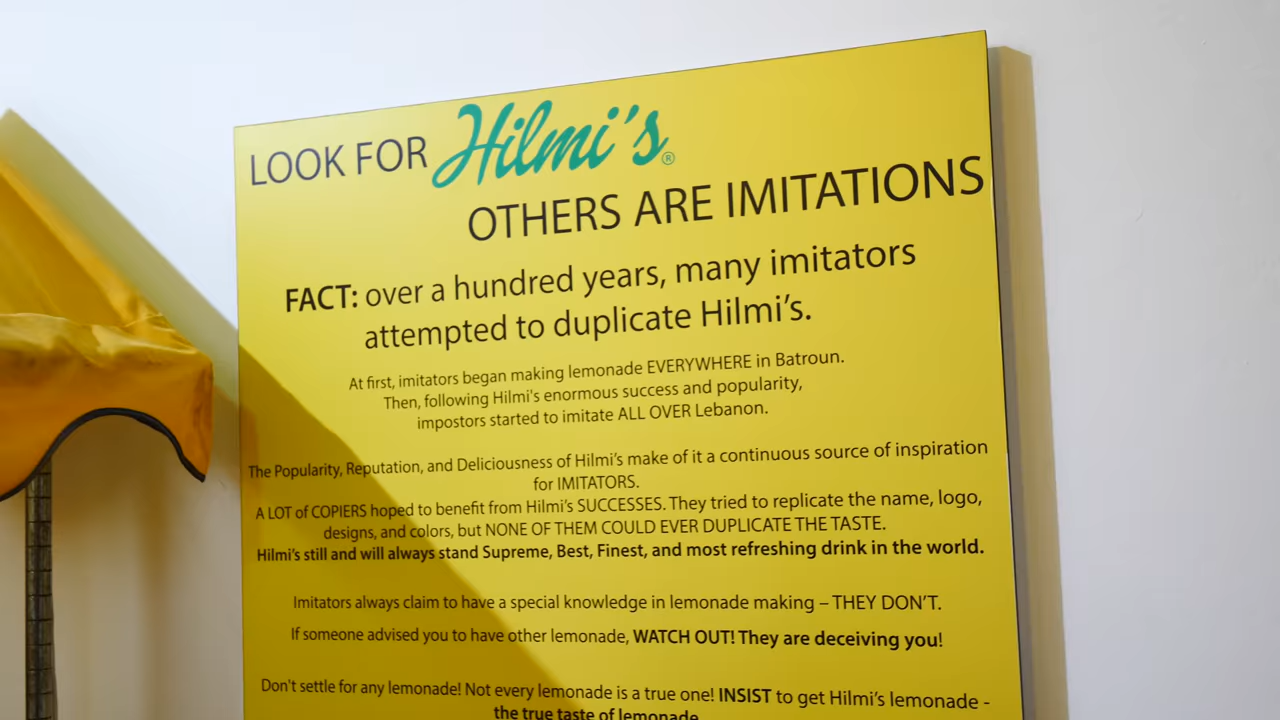 LOOK FOR Hilmi's®
OTHERS ARE IMITATIONS
FACT: over a hundred years, many imitators
attempted to duplicate Hilmi's.
At first, imitators began making lemonade EVERYWHERE in Batroun.
Then, following Hilmi's enormous success and popularity,
impostors started to imitate ALL OVER Lebanon.
The Popularity, Reputation, and Deliciousness of Hilmi's make of it a continuous source of inspiration
for IMITATORS.
A LOT of COPIERS hoped to benefit from Hilmi's SUCCESSES. They tried to replicate the name, logo,
designs, and colors, but NONE OF THEM COULD EVER DUPLICATE THE TASTE.
Hilmi's still and will always stand Supreme, Best, Finest, and most refreshing drink in the world.
Imitators always claim to have a special knowledge in lemonade making – THEY DON'T.
If someone advised you to have other lemonade, WATCH OUT! They are deceiving you!
Don't settle for any lemonade! Not every lemonade is a true one! INSIST to get Hilmi's lemonade -
the true taste of lemonade